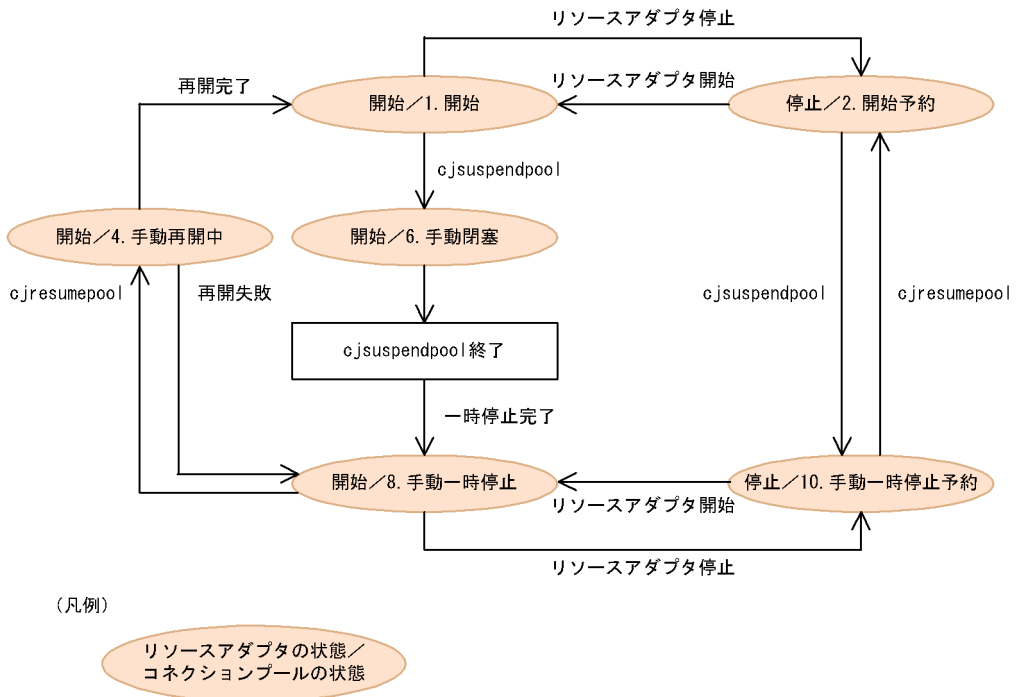 リソースアダプタ停止
再開完了
開始／1. 開始
リソースアダプタ開始
停止／2. 開始予約
cjsuspendpool
開始／4. 手動再開中
開始／6. 手動閉塞
cjresumepool
再開失敗
cjsuspendpool
cjresumepool
cjsuspendpool終了
一時停止完了
開始／8. 手動一時停止
停止／10. 手動一時停止予約
リソースアダプタ開始
リソースアダプタ停止
（凡例）
リソースアダプタの状態／
コネクションプールの状態